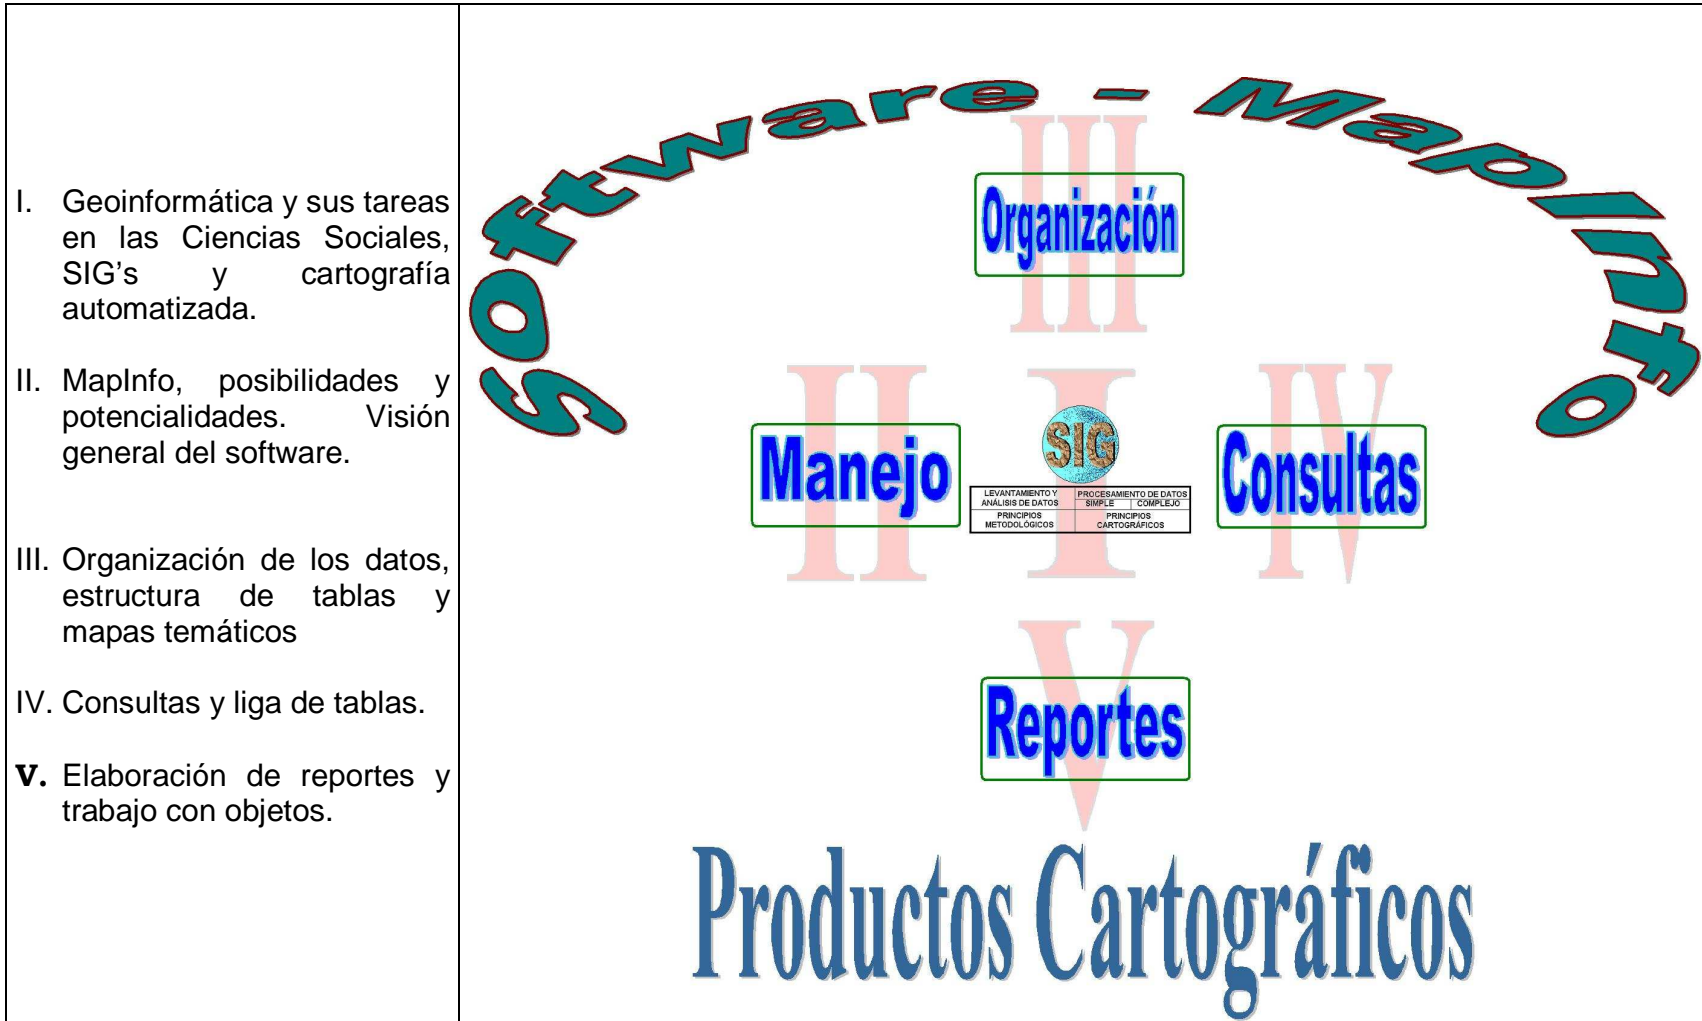 I. Geoinformática y sus tareas
en las Ciencias Sociales,
SIG’s y cartografía
automatizada.
II. MapInfo, posibilidades y
potencialidades. Visión
general del software.
III. Organización de los datos,
estructura de tablas y
mapas temáticos
IV. Consultas y liga de tablas.
V. Elaboración de reportes y
trabajo con objetos.
Software - MapInfo
III
Organización
II
Manejo
I
SIG
LEVANTAMIENTO Y
ANÁLISIS DE DATOS
PROCESAMIENTO DE DATOS
SIMPLE COMPLEJO
PRINCIPIOS
METODOLÓGICOS
PRINCIPIOS
CARTOGRÁFICOS
IV
Consultas
V
Reportes
Productos Cartográficos